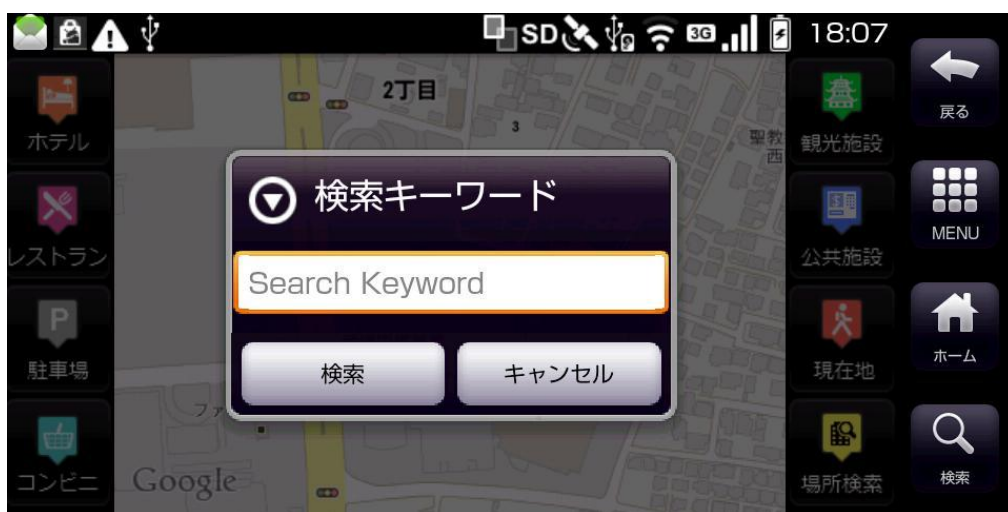 SD 3G 18:07
ホテル
レストラン
P
駐車場
コンビニ
2丁目
3
聖教
西
検索キーワード
Search Keyword
検索
キャンセル
ファ
Google
観光施設
公共施設
現在地
場所検索
戻る
MENU
ホーム
検索